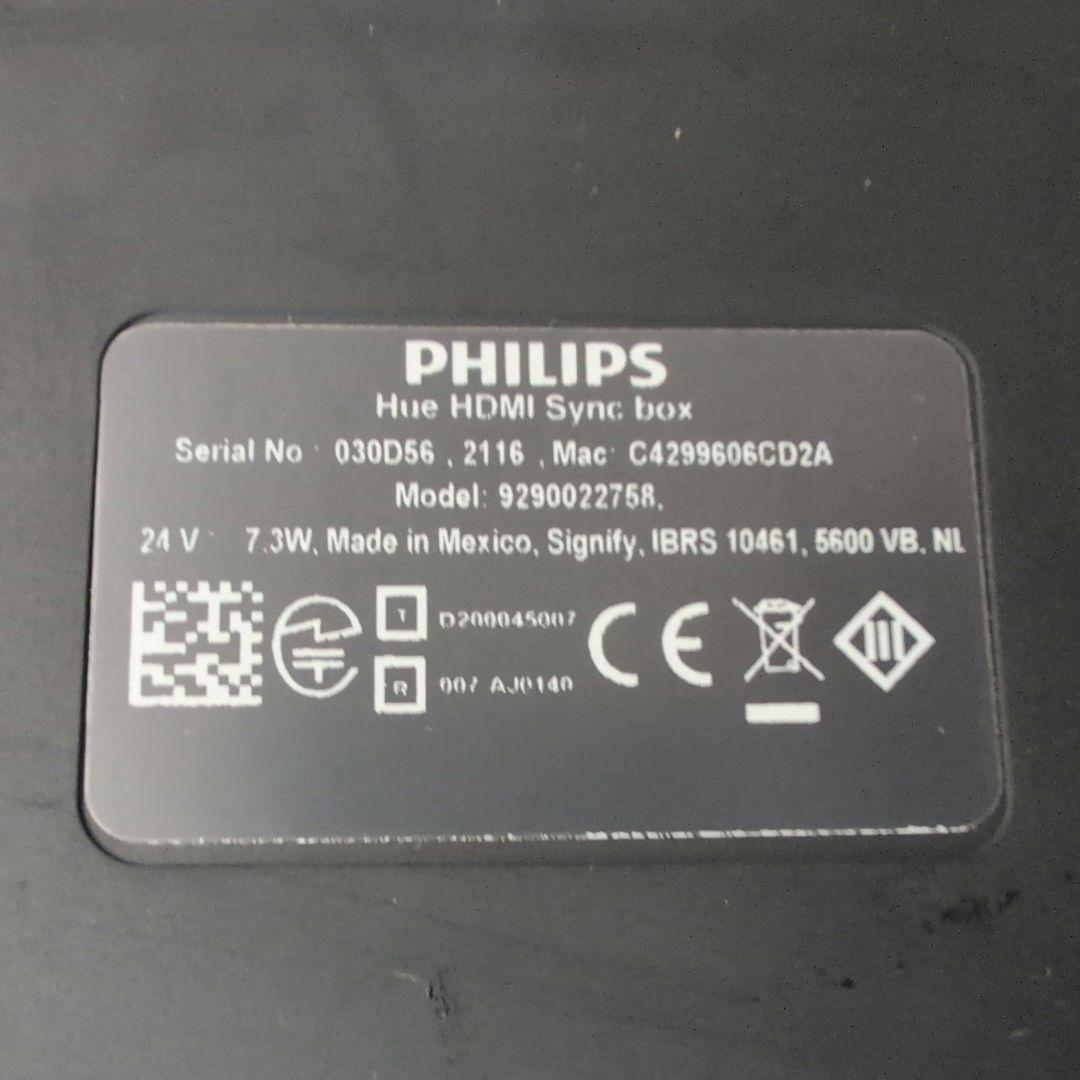 PHILIPS
Hue HDMI Sync box
Serial No : 030D56 , 2116 , Mac: C4299606CD2A
Model: 9290022758.
24 V 7.3W, Made in Mexico, Signify, IBRS 10461, 5600 VB, NL
T D200045007
R 007-AJ0140
CE